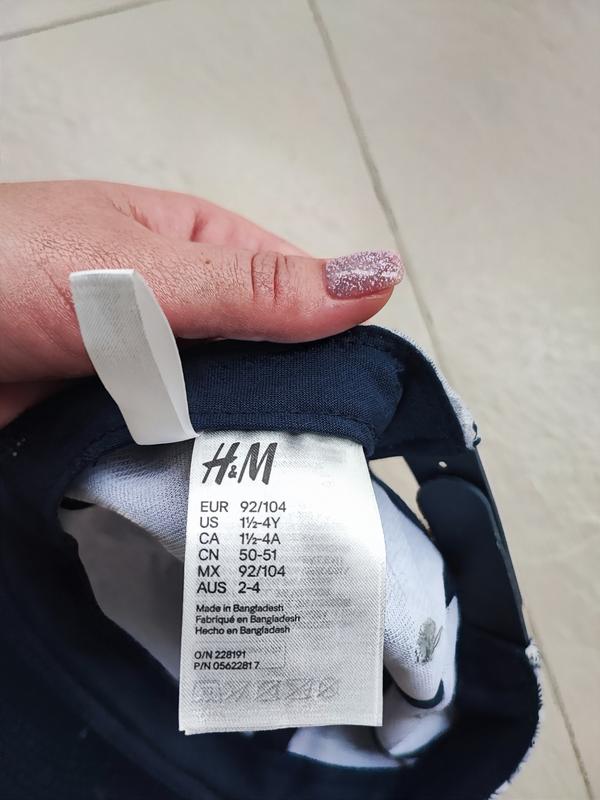 H&M
EUR 92/104
US 1½-4Y
CA 1½-4A
CN 50-51
MX 92/104
AUS 2-4
Made in Bangladesh
Fabriqué en Bangladesh
Hecho en Bangladesh
O/N 228191
P/N 05622817